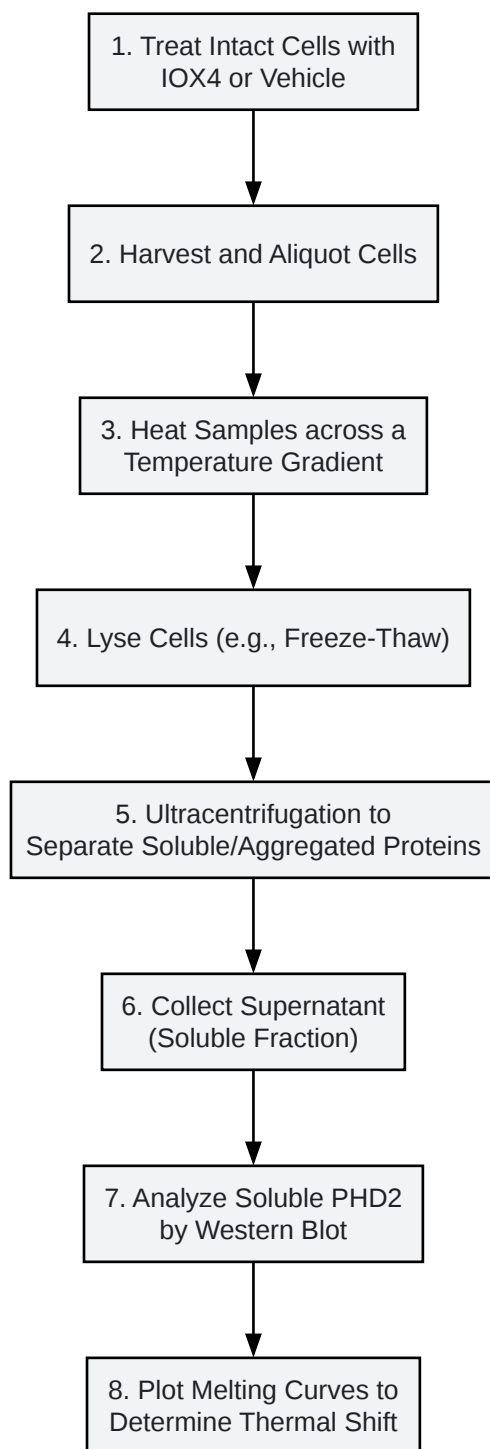 1. Treat Intact Cells with
IOX4 or Vehicle
2. Harvest and Aliquot Cells
3. Heat Samples across a
Temperature Gradient
4. Lyse Cells (e.g., Freeze-Thaw)
5. Ultracentrifugation to
Separate Soluble/Aggregated Proteins
6. Collect Supernatant
(Soluble Fraction)
7. Analyze Soluble PHD2
by Western Blot
8. Plot Melting Curves to
Determine Thermal Shift